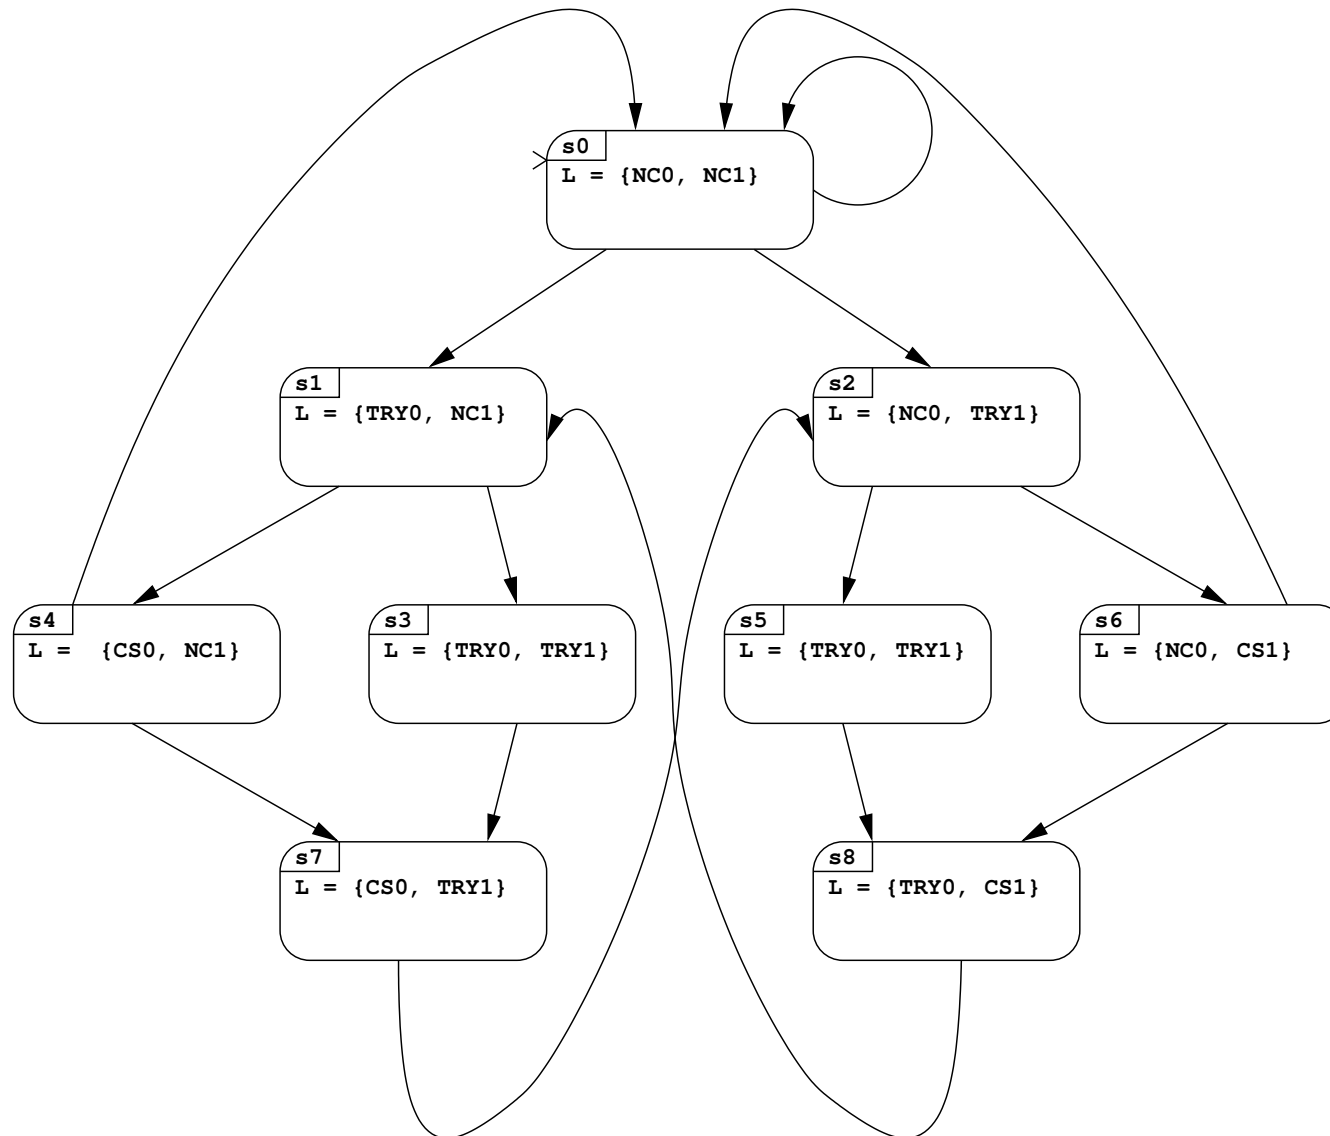 s0
L = {NC0, NC1}
s1
L = {TRY0, NC1}
s2
L = {NC0, TRY1}
s4
L =  {CS0, NC1}
s3
L = {TRY0, TRY1}
s5
L = {TRY0, TRY1}
s6
L = {NC0, CS1}
s7
L = {CS0, TRY1}
s8
L = {TRY0, CS1}